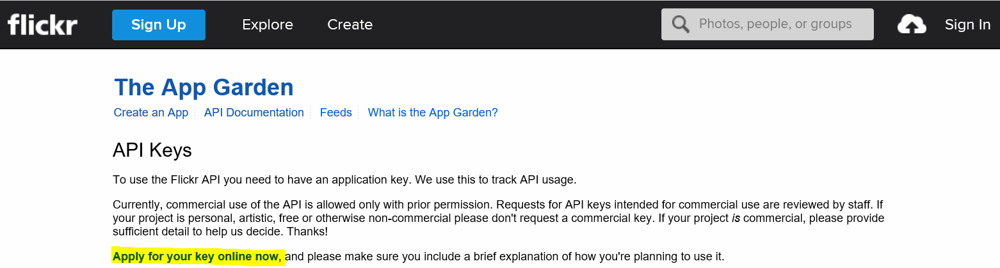 flickr Sign Up Explore Create Photos, people, or groups Sign In
The App Garden
Create an App API Documentation Feeds What is the App Garden?
API Keys
To use the Flickr API you need to have an application key. We use this to track API usage.
Currently, commercial use of the API is allowed only with prior permission. Requests for API keys intended for commercial use are reviewed by staff. If
your project is personal, artistic, free or otherwise non-commercial please don't request a commercial key. If your project is commercial, please provide
sufficient detail to help us decide. Thanks!
Apply for your key online now, and please make sure you include a brief explanation of how you're planning to use it.